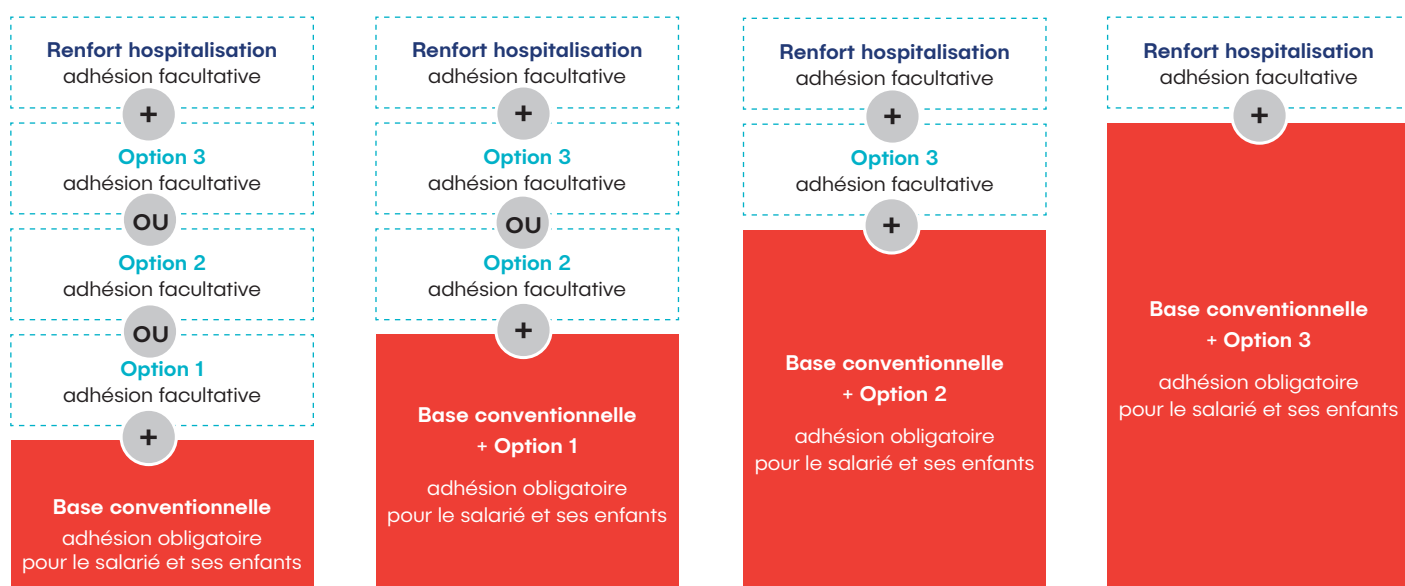 Renfort hospitalisation
adhésion facultative
+
Option 3
adhésion facultative
OU
Option 2
adhésion facultative
OU
Option 1
adhésion facultative
+
Base conventionnelle
adhésion obligatoire
pour le salarié et ses enfants
Renfort hospitalisation
adhésion facultative
+
Option 3
adhésion facultative
OU
Option 2
adhésion facultative
+
Base conventionnelle
+ Option 1
adhésion obligatoire
pour le salarié et ses enfants
Renfort hospitalisation
adhésion facultative
+
Option 3
adhésion facultative
+
Base conventionnelle
+ Option 2
adhésion obligatoire
pour le salarié et ses enfants
Renfort hospitalisation
adhésion facultative
+
Base conventionnelle
+ Option 3
adhésion obligatoire
pour le salarié et ses enfants